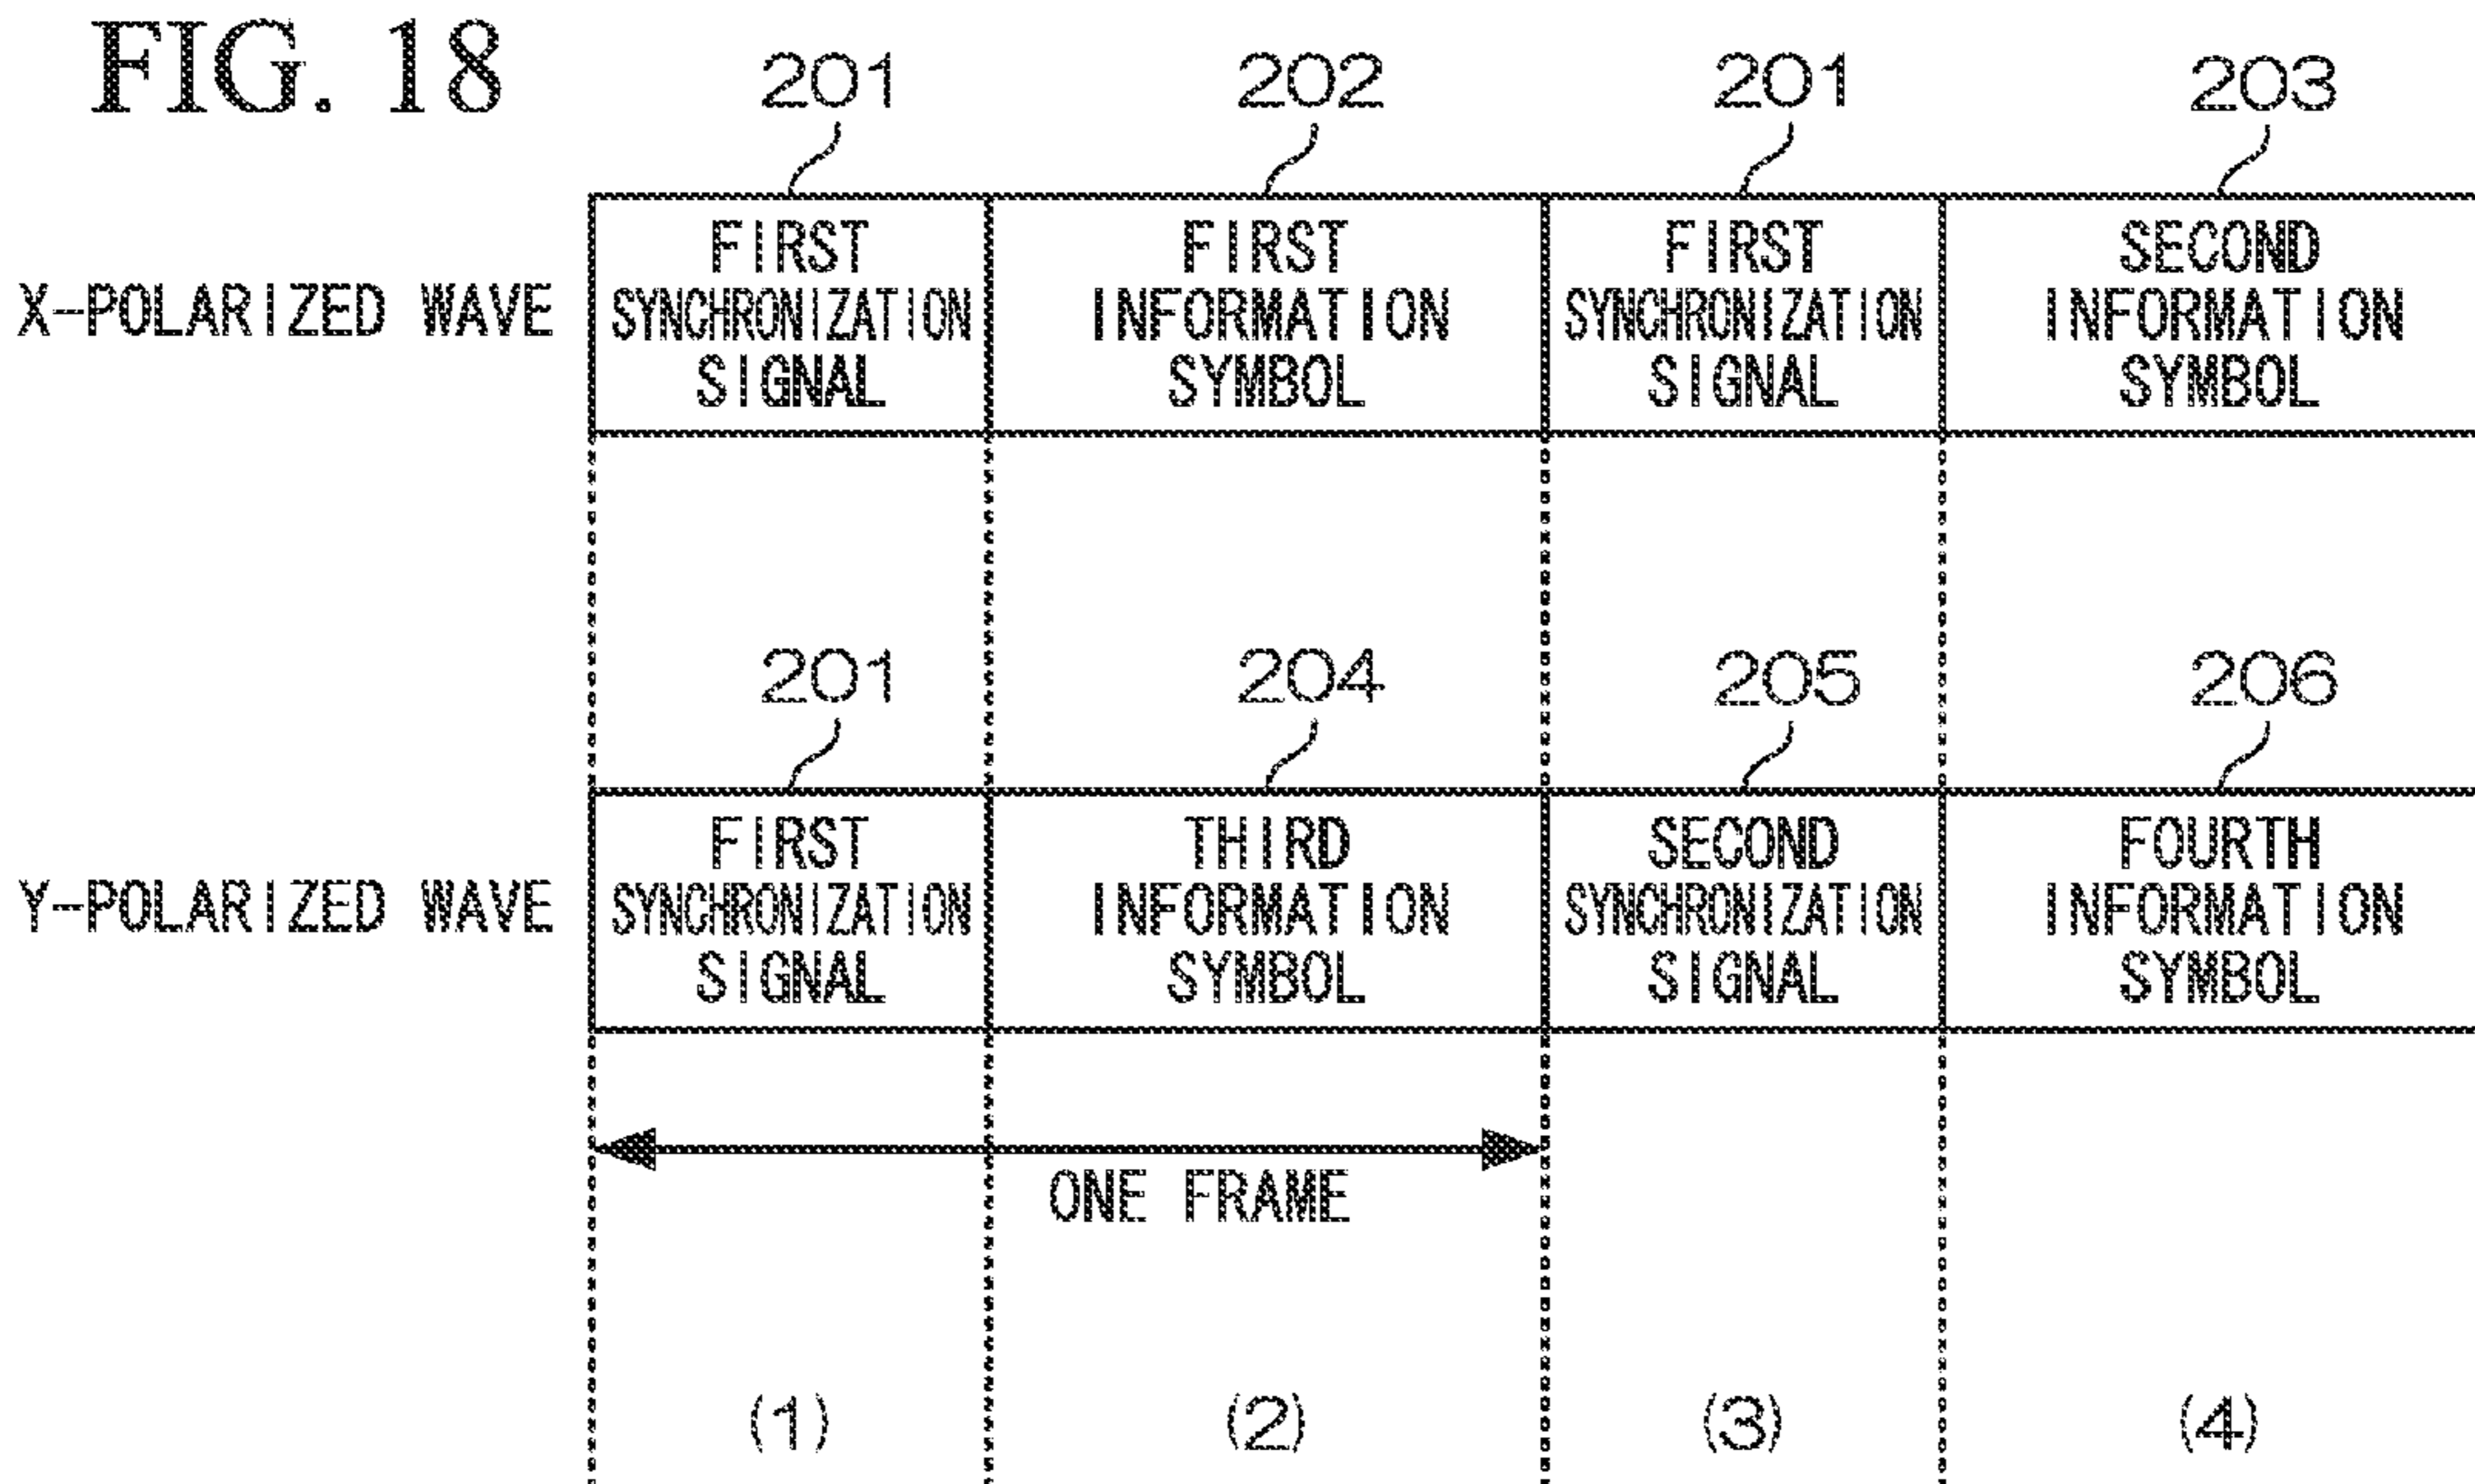 FIG. 18
201 202 201 203
X-POLARIZED WAVE
FIRST SYNCHRONIZATION SIGNAL
FIRST INFORMATION SYMBOL
FIRST SYNCHRONIZATION SIGNAL
SECOND INFORMATION SYMBOL
201 204 205 206
Y-POLARIZED WAVE
FIRST SYNCHRONIZATION SIGNAL
THIRD INFORMATION SYMBOL
SECOND SYNCHRONIZATION SIGNAL
FOURTH INFORMATION SYMBOL
ONE FRAME
(1) (2) (3) (4)